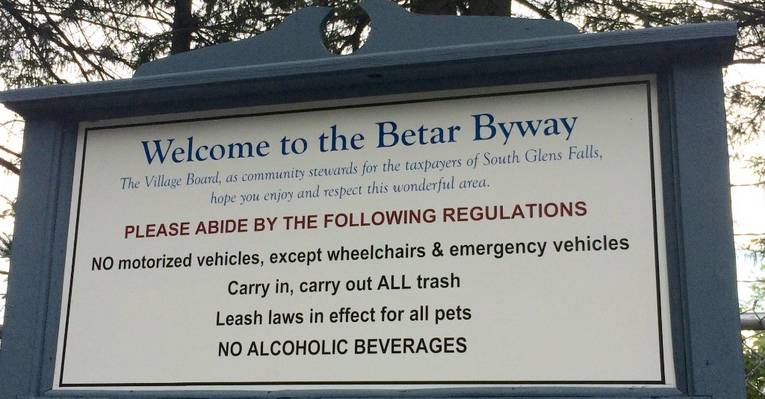 Welcome to the Betar Byway
The Village Board, as community stewards for the taxpayers of South Glens Falls,
hope you enjoy and respect this wonderful area.
PLEASE ABIDE BY THE FOLLOWING REGULATIONS
NO motorized vehicles, except wheelchairs & emergency vehicles
Carry in, carry out ALL trash
Leash laws in effect for all pets
NO ALCOHOLIC BEVERAGES